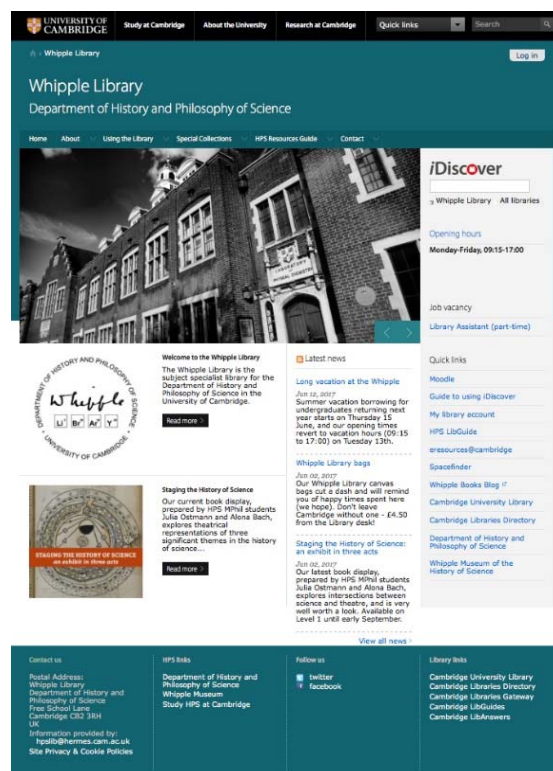 UNIVERSITY OF
CAMBRIDGE
Study at Cambridge
About the University
Research at Cambridge
Quick links
Search
Whipple Library
Log in
Whipple Library
Department of History and Philosophy of Science
Home
About
Using the Library
Special Collections
HPS Resources Guide
Contact
LABORATORY
PHYSICAL CHEMISTRY
iDiscover
Whipple Library All libraries
Opening hours
Monday-Friday, 09:15-17:00
Job vacancy
Library Assistant (part-time)
Quick links
Moodle
Guide to using iDiscover
My library account
HPS LibGuide
eresources@cambridge
Spacefinder
Whipple Books Blog
Cambridge University Library
Cambridge Libraries Directory
Department of History and
Philosophy of Science
Whipple Museum of the
History of Science
DEPARTMENT OF HISTORY AND PHILOSOPHY OF SCIENCE
UNIVERSITY OF CAMBRIDGE
Whipple
Li Br Ar Y
Welcome to the Whipple Library
The Whipple Library is the
subject specialist library for the
Department of History and
Philosophy of Science in the
University of Cambridge.
Read more
STAGING THE HISTORY OF SCIENCE
an exhibit in three acts
Staging the History of Science
Our current book display,
prepared by HPS MPhil students
Julia Ostmann and Alona Bach,
explores theatrical
representations of three
significant themes in the history
of science...
Read more
Latest news
Long vacation at the Whipple
Jun 12, 2017
Summer vacation borrowing for
undergraduates returning next
year starts on Thursday 15
June, and our opening times
revert to vacation hours (09:15
to 17:00) on Tuesday 13th.
Whipple Library bags
Jun 02, 2017
Our Whipple Library canvas
bags cut a dash and will remind
you of happy times spent here
(we hope). Don't leave
Cambridge without one - £4.50
from the Library desk!
Staging the History of Science:
an exhibit in three acts
Jun 02, 2017
Our latest book display,
prepared by HPS MPhil students
Julia Ostmann and Alona Bach,
explores intersections between
science and theatre, and is very
well worth a look. Available on
Level 1 until early September.
View all news
Contact us
Postal Address:
Whipple Library
Department of History and
Philosophy of Science
Free School Lane
Cambridge CB2 3RH
UK
Information provided by:
hpslib@hermes.cam.ac.uk
Site Privacy & Cookie Policies
HPS links
Department of History and
Philosophy of Science
Whipple Museum
Study HPS at Cambridge
Follow us
twitter
facebook
Library links
Cambridge University Library
Cambridge Libraries Directory
Cambridge Libraries Gateway
Cambridge LibGuides
Cambridge LibAnswers